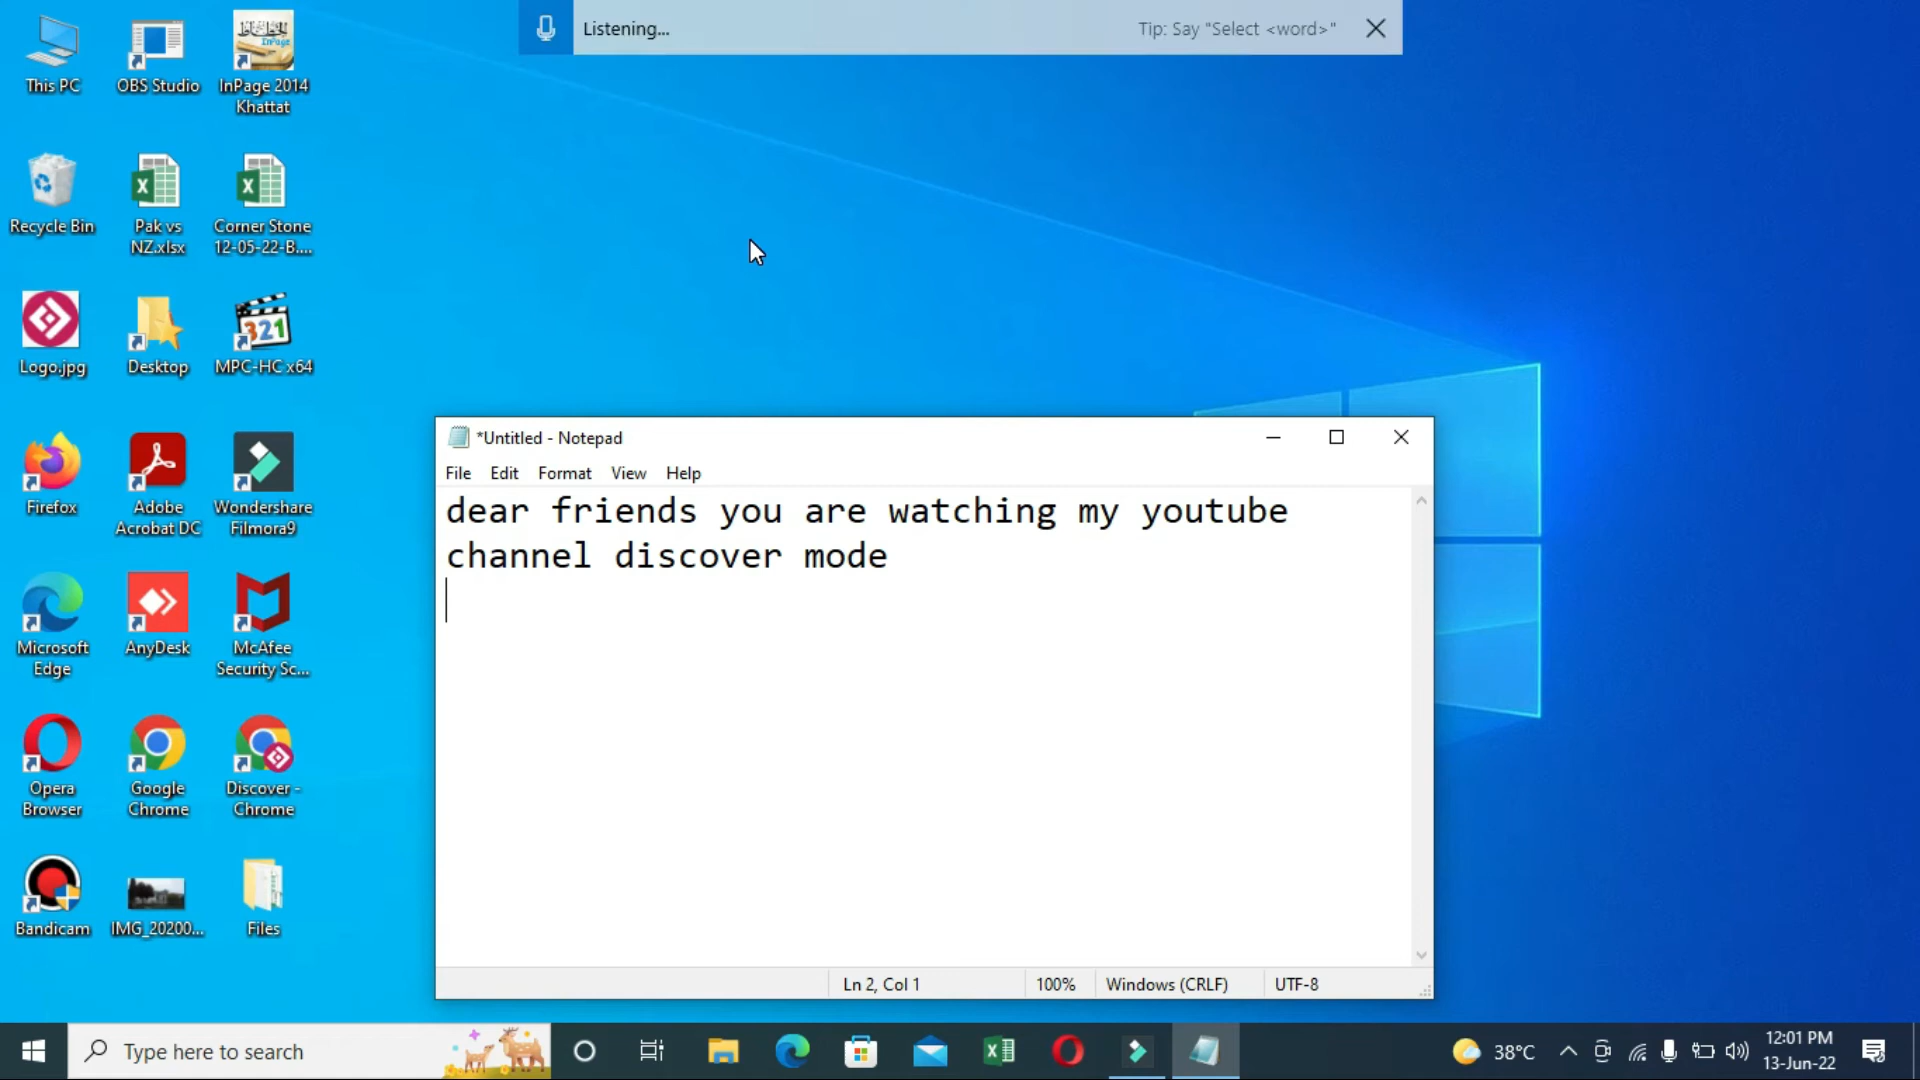 Listening...
Tip: Say "Select <word>"
This PC
OBS Studio
InPage 2014
Khattat
Recycle Bin
Pak vs
NZ.xlsx
Corner Stone
12-05-22-B....
Logo.jpg
Desktop
MPC-HC x64
321
Firefox
Adobe
Acrobat DC
Wondershare
Filmora9
Microsoft
Edge
AnyDesk
McAfee
Security Sc...
Opera
Browser
Google
Chrome
Discover -
Chrome
Bandicam
IMG_20200...
Files
*Untitled - Notepad
File Edit Format View Help
dear friends you are watching my youtube
channel discover mode
Ln 2, Col 1
100%
Windows (CRLF)
UTF-8
Type here to search
38°C
12:01 PM
13-Jun-22